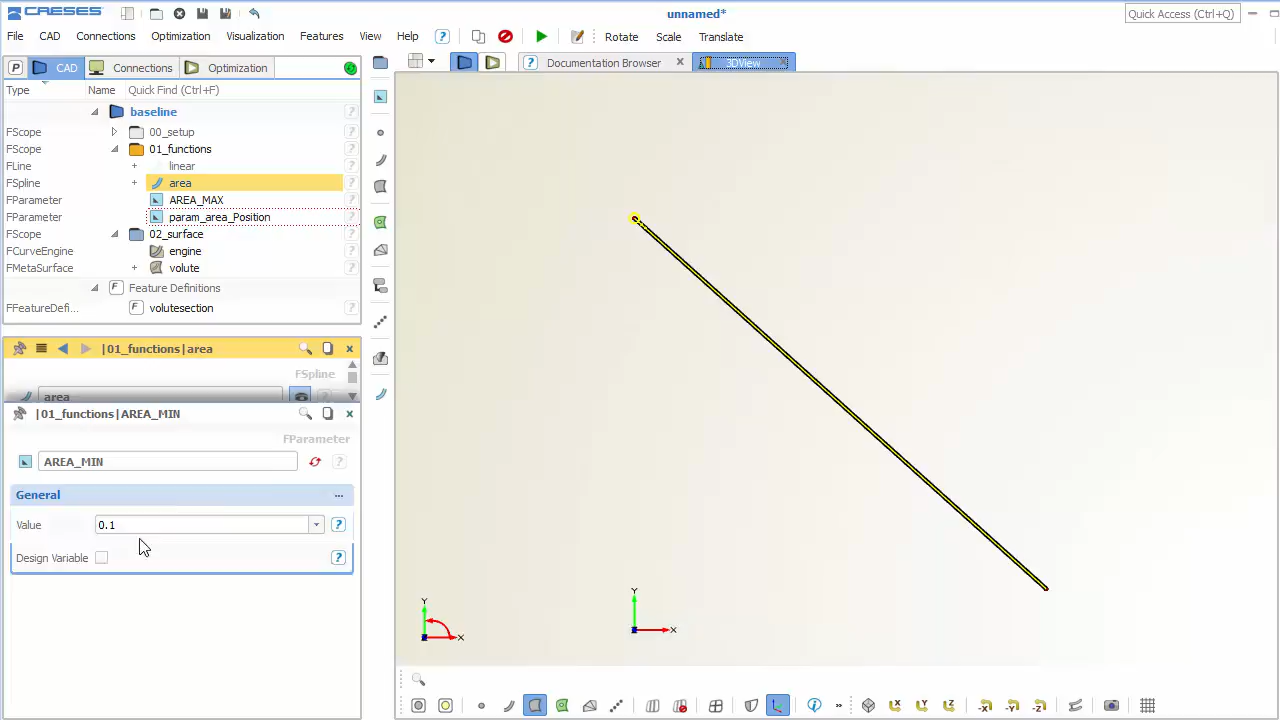 CAESES
unnamed*
Quick Access (Ctrl+Q)
File CAD Connections Optimization Visualization Features View Help Rotate Scale Translate
P CAD Connections Optimization
Documentation Browser
3DView
Type Name Quick Find (Ctrl+F)
baseline
FScope 00_setup
FScope 01_functions
FLine linear
FSpline area
FParameter AREA_MAX
FParameter param_area_Position
FScope 02_surface
FCurveEngine engine
FMetaSurface volute
F Feature Definitions
FFeatureDefi... F volutesection
|01_functions|area
FSpline
area
|01_functions|AREA_MIN
FParameter
AREA_MIN
General
Value 0.1
Design Variable
Y
X
Y
X
X Y Z -X -Y -Z